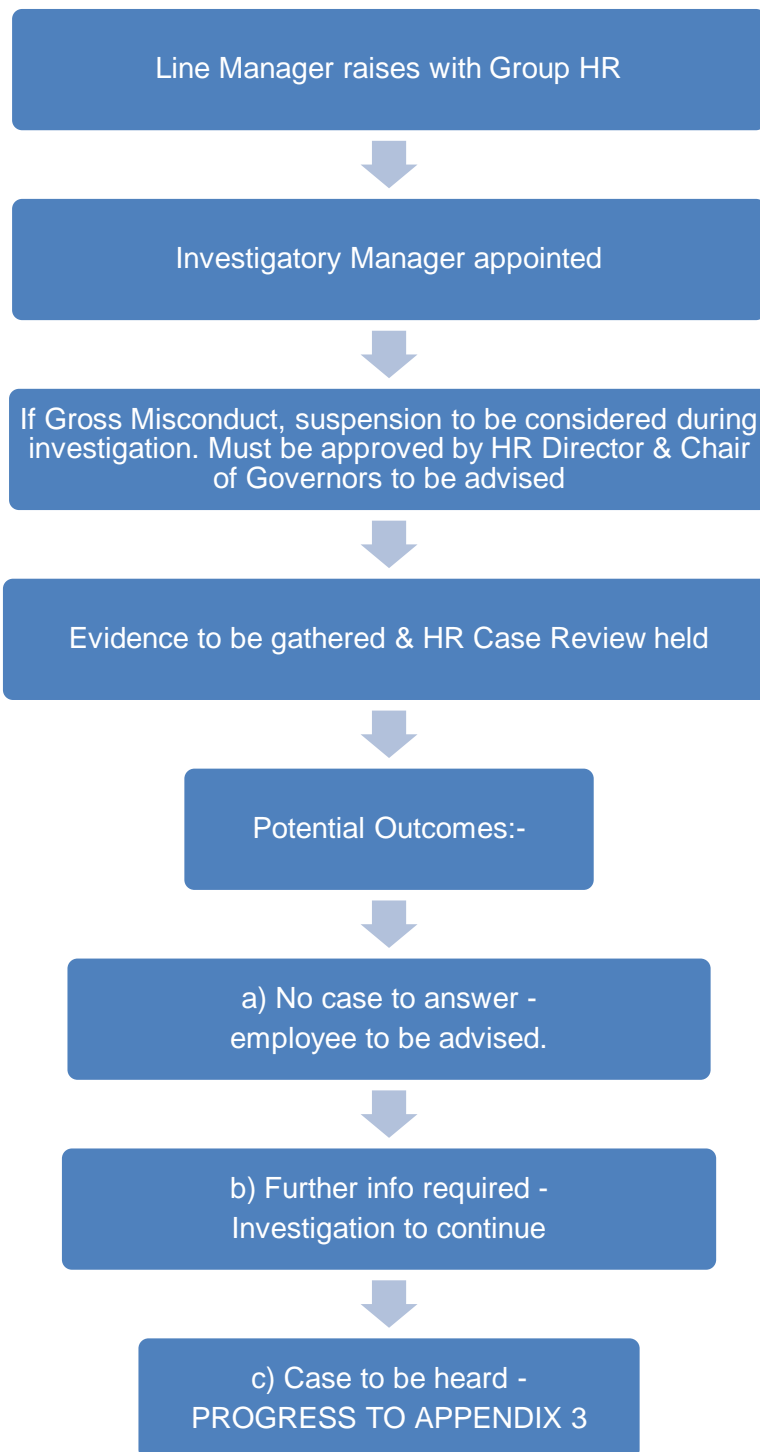 Line Manager raises with Group HR
Investigatory Manager appointed
If Gross Misconduct, suspension to be considered during
investigation. Must be approved by HR Director & Chair
of Governors to be advised
Evidence to be gathered & HR Case Review held
Potential Outcomes:-
a) No case to answer -
employee to be advised.
b) Further info required -
Investigation to continue
c) Case to be heard -
PROGRESS TO APPENDIX 3